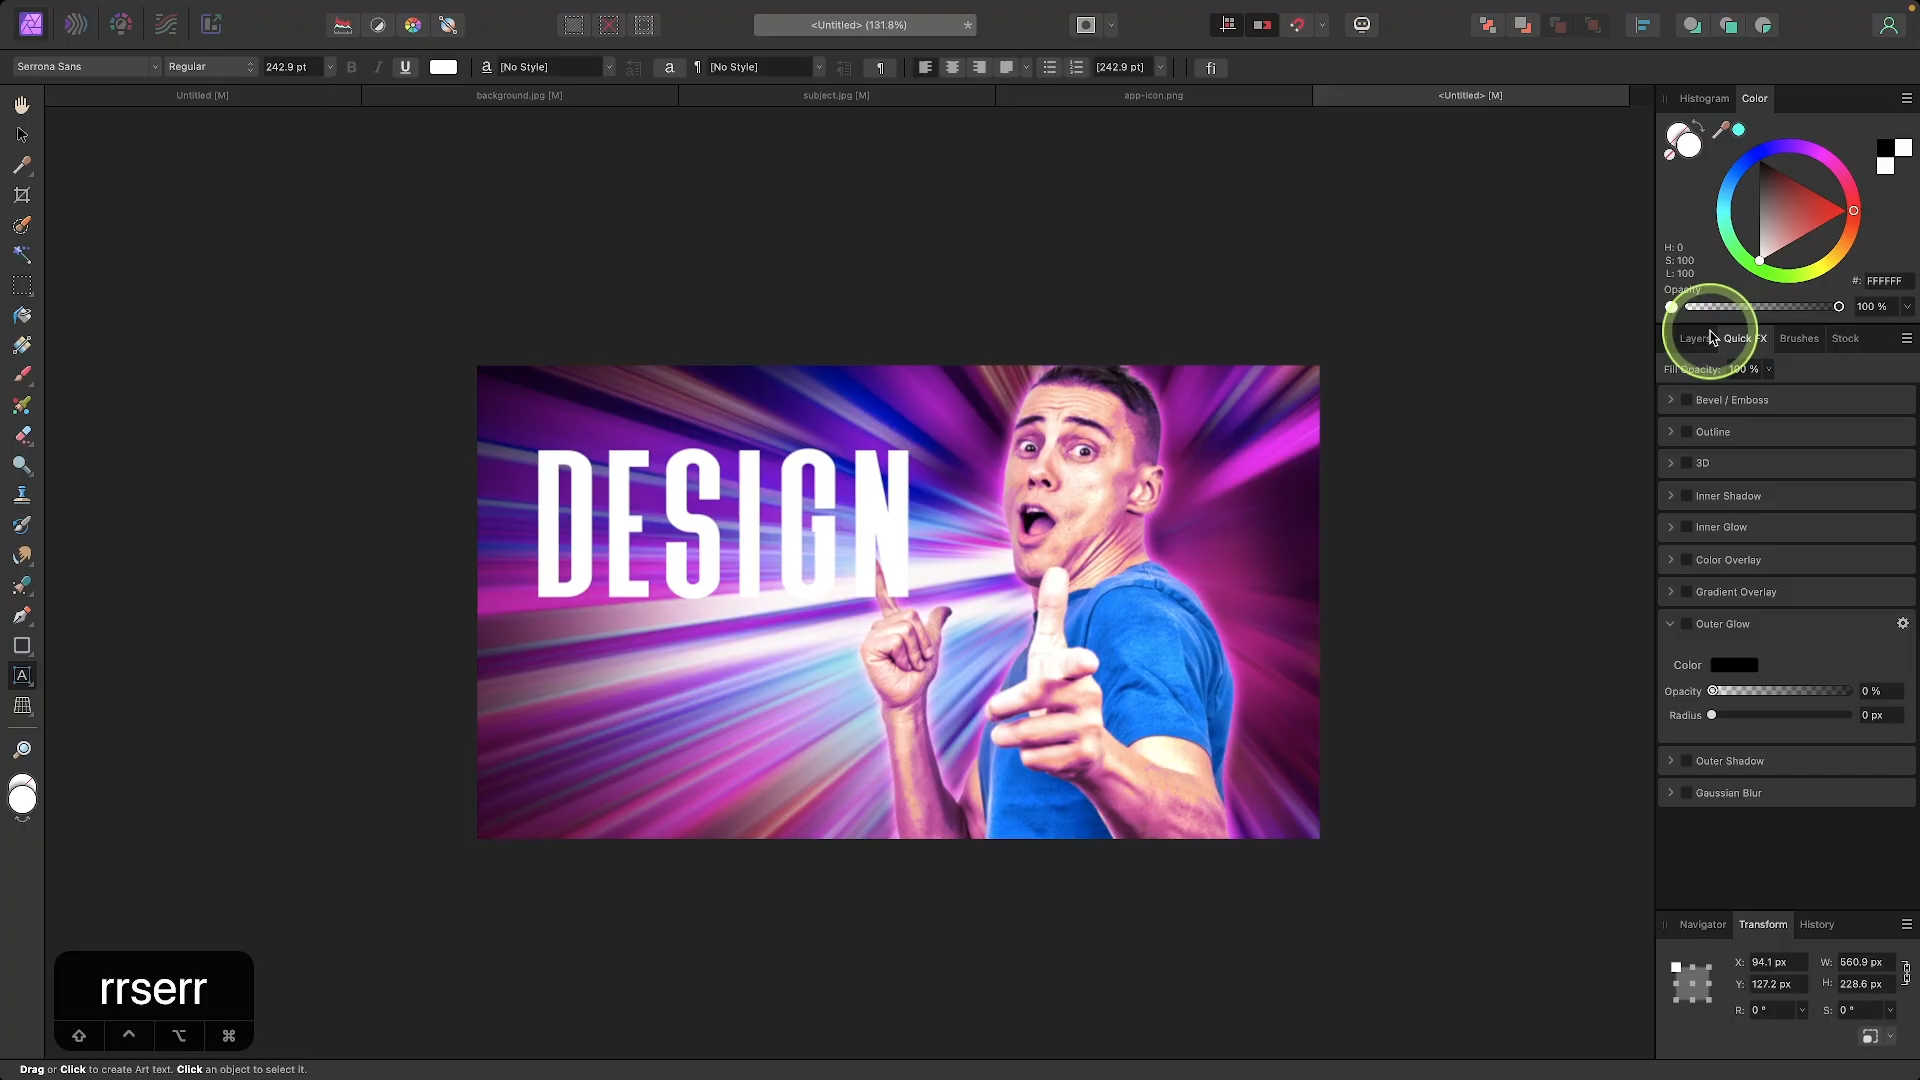 <Untitled> (131.8%)
*
Serrona Sans
Regular
242.9 pt
B
I
U
a
[No Style]
a
¶
[No Style]
¶
[242.9 pt]
fi
Untitled [M]
background.jpg [M]
subject.jpg [M]
app-icon.png
<Untitled> [M]
Histogram
Color
H: 0
S: 100
L: 100
#: FFFFFF
Opacity
100 %
Layers
Quick FX
Brushes
Stock
Fill Opacity: 100 %
Bevel / Emboss
Outline
3D
Inner Shadow
Inner Glow
Color Overlay
Gradient Overlay
Outer Glow
Color
Opacity
0 %
Radius
0 px
Outer Shadow
Gaussian Blur
DESIGN
A
Navigator
Transform
History
X: 94.1 px
W: 560.9 px
Y: 127.2 px
H: 228.6 px
R: 0 °
S: 0 °
rrserr
Drag or Click to create Art text. Click an object to select it.